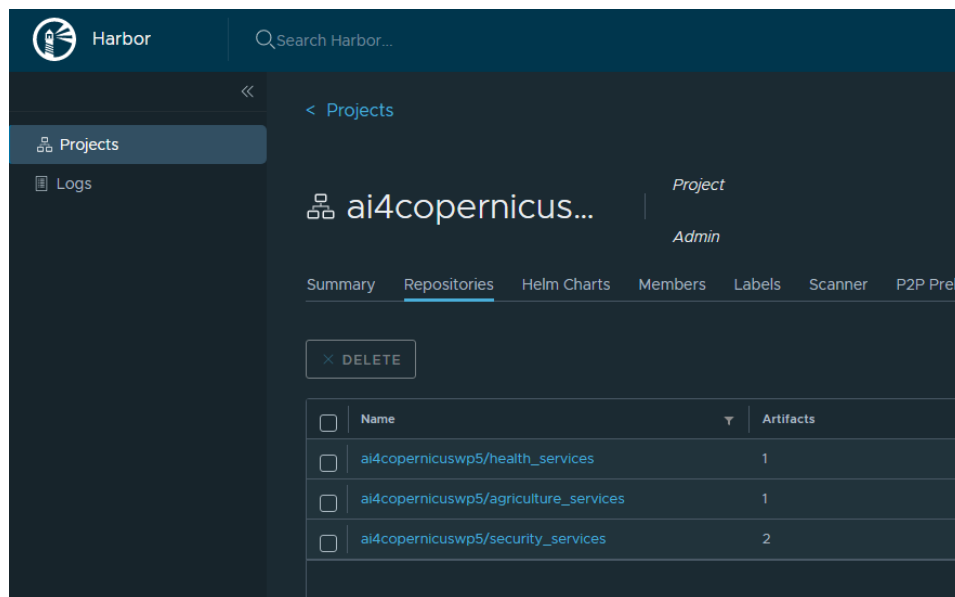 Harbor
Search Harbor...
Projects
Logs
< Projects
ai4copernicus...
Project
Admin
Summary Repositories Helm Charts Members Labels Scanner P2P Pre
DELETE
Name Artifacts
ai4copernicuswp5/health_services 1
ai4copernicuswp5/agriculture_services 1
ai4copernicuswp5/security_services 2